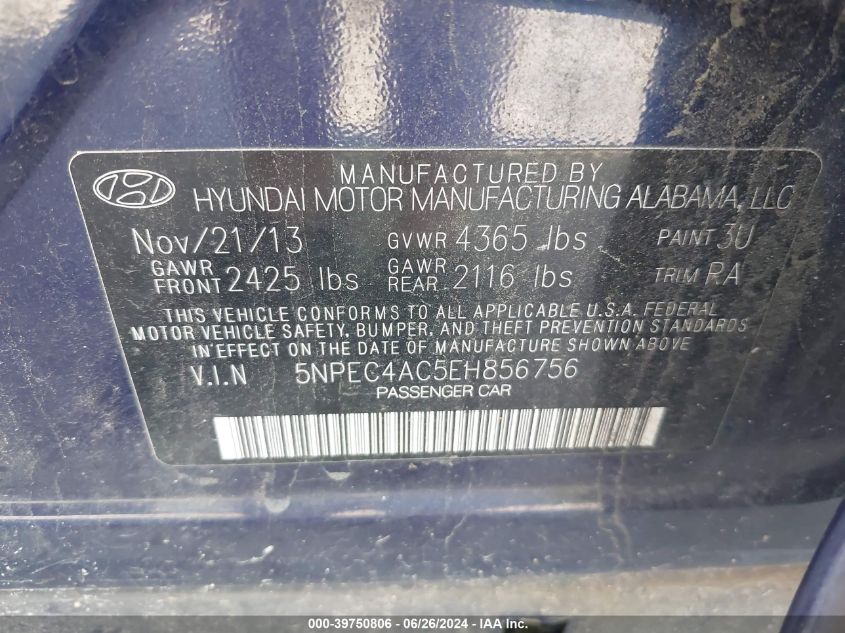 MANUFACTURED BY
HYUNDAI MOTOR MANUFACTURING ALABAMA, LLC
Nov/21/13 GVWR 4365 lbs PAINT 3U
GAWR FRONT 2425 lbs GAWR REAR 2116 lbs TRIM RA
THIS VEHICLE CONFORMS TO ALL APPLICABLE U.S.A. FEDERAL
MOTOR VEHICLE SAFETY, BUMPER, AND THEFT PREVENTION STANDARDS
IN EFFECT ON THE DATE OF MANUFACTURE SHOWN ABOVE
V.I.N 5NPEC4AC5EH856756
PASSENGER CAR
000-39750806 - 06/26/2024 - IAA Inc.